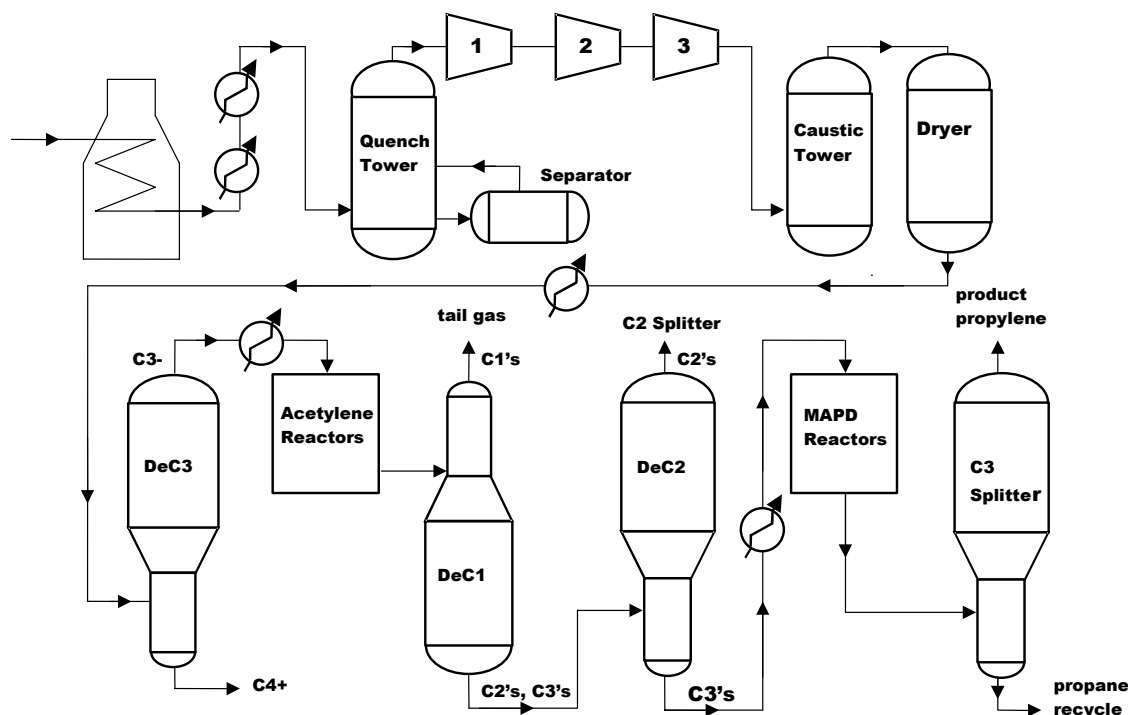 1
2
3
Quench
Tower
Separator
Caustic
Tower
Dryer
product
propylene
tail gas
C2 Splitter
C3-
C1’s
C2’s
Acetylene
Reactors
MAPD
Reactors
DeC3
DeC2
C3
Splitter
DeC1
C4+
C2’s, C3’s
C3’s
propane
recycle